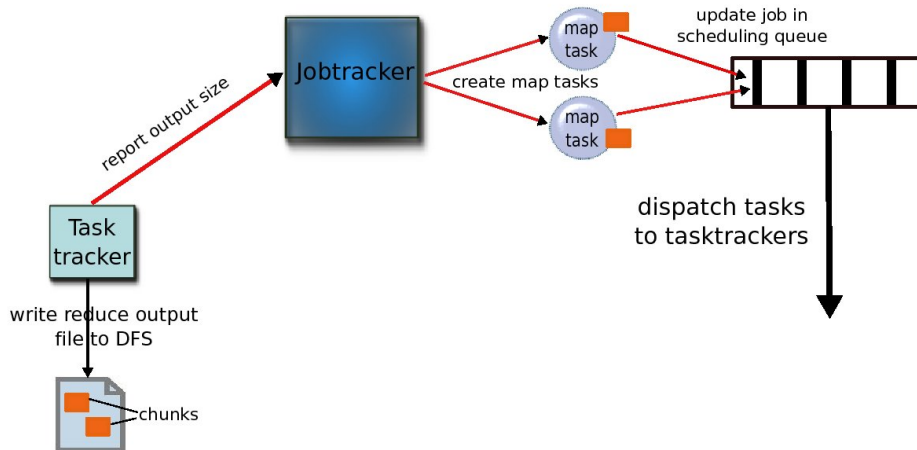 update job in
scheduling queue
map
task
Jobtracker
create map tasks
map
task
report output size
dispatch tasks
to tasktrackers
Task
tracker
write reduce output
file to DFS
chunks